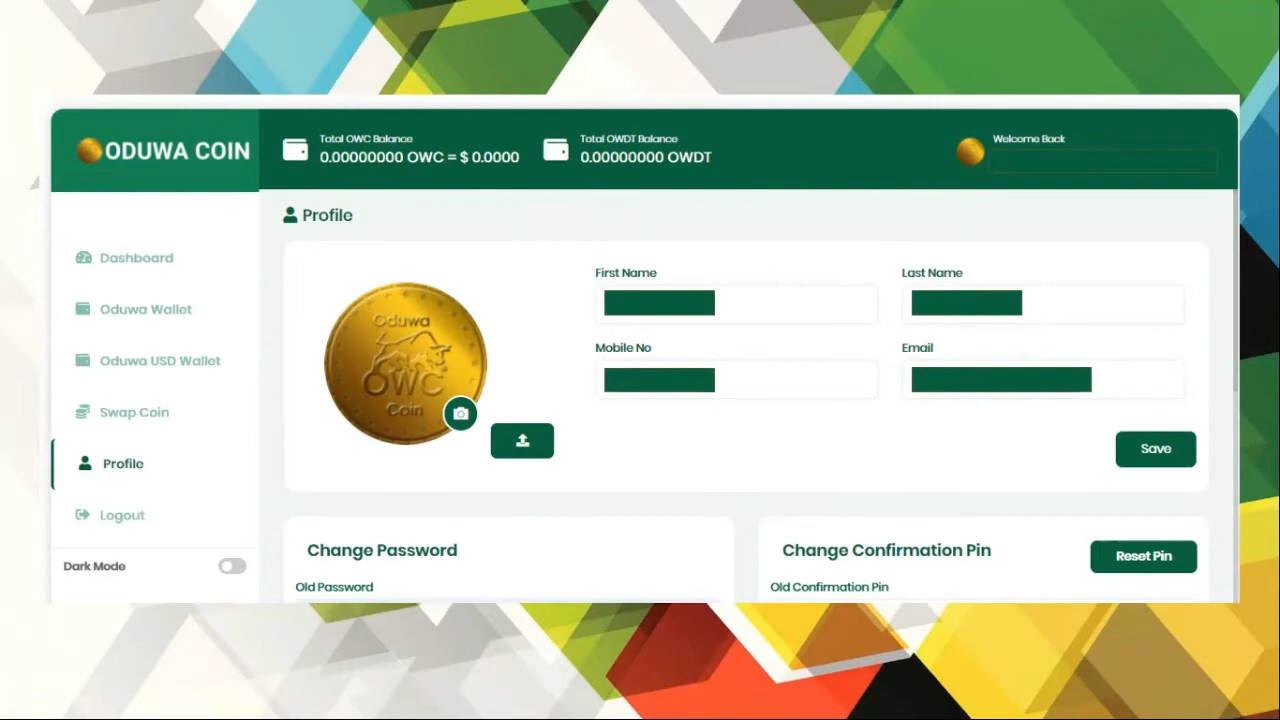 ODUWA COIN
Total OWC Balance
0.00000000 OWC = $ 0.0000
Total OWDT Balance
0.00000000 OWDT
Welcome Back
Dashboard
Oduwa Wallet
Oduwa USD Wallet
Swap Coin
Profile
Logout
Dark Mode
Profile
Oduwa
OWC
Coin
First Name
Last Name
Mobile No
Email
Save
Change Password
Old Password
Change Confirmation Pin
Reset Pin
Old Confirmation Pin